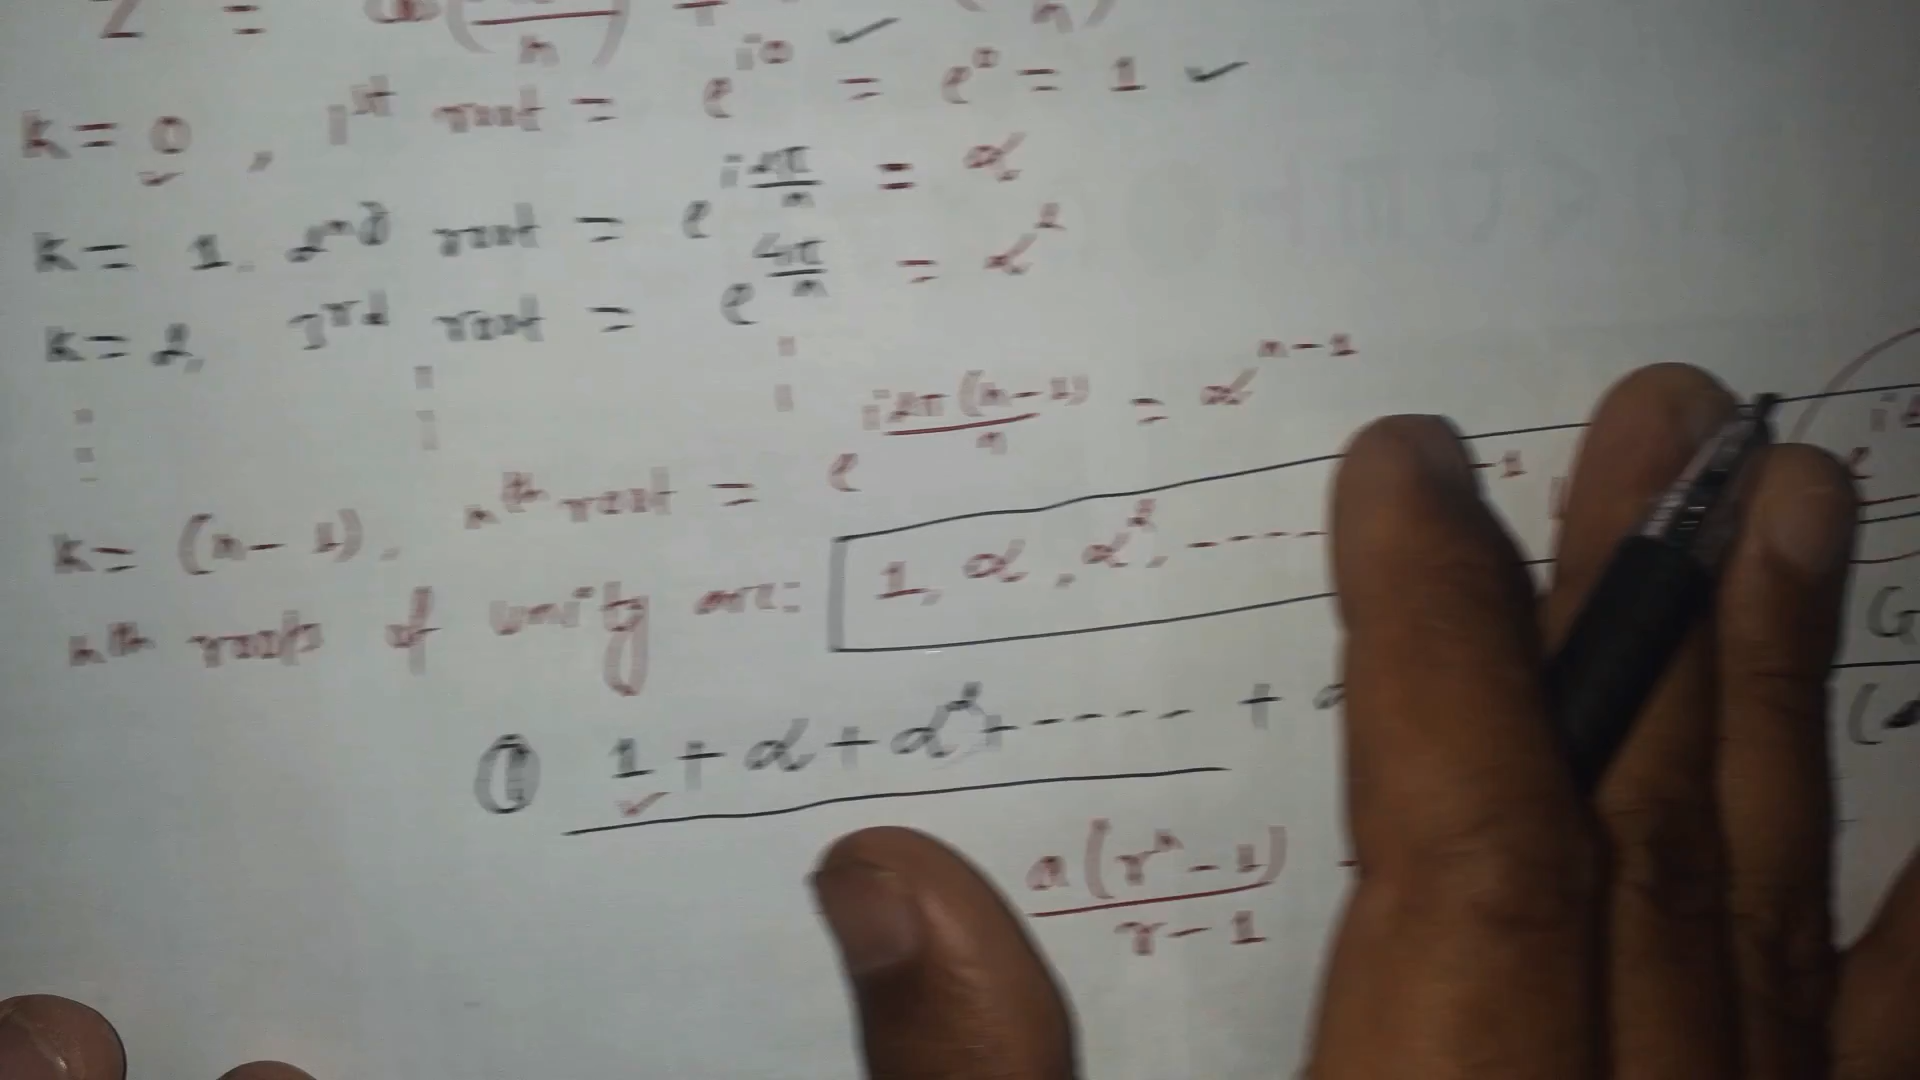 k = 0, 1st root = e^{i0} = e^0 = 1
k = 1, 2nd root = e^{i2π/n} = α
k = 2, 3rd root = e^{4π/n} = α^2
k = (n-1), nth root = e^{i2π(n-1)/n} = α^{n-1}
nth roots of unity are: 1, α, α^2, -----
① 1 + α + α^2 + ----- +
a(r^n - 1)/(r - 1)